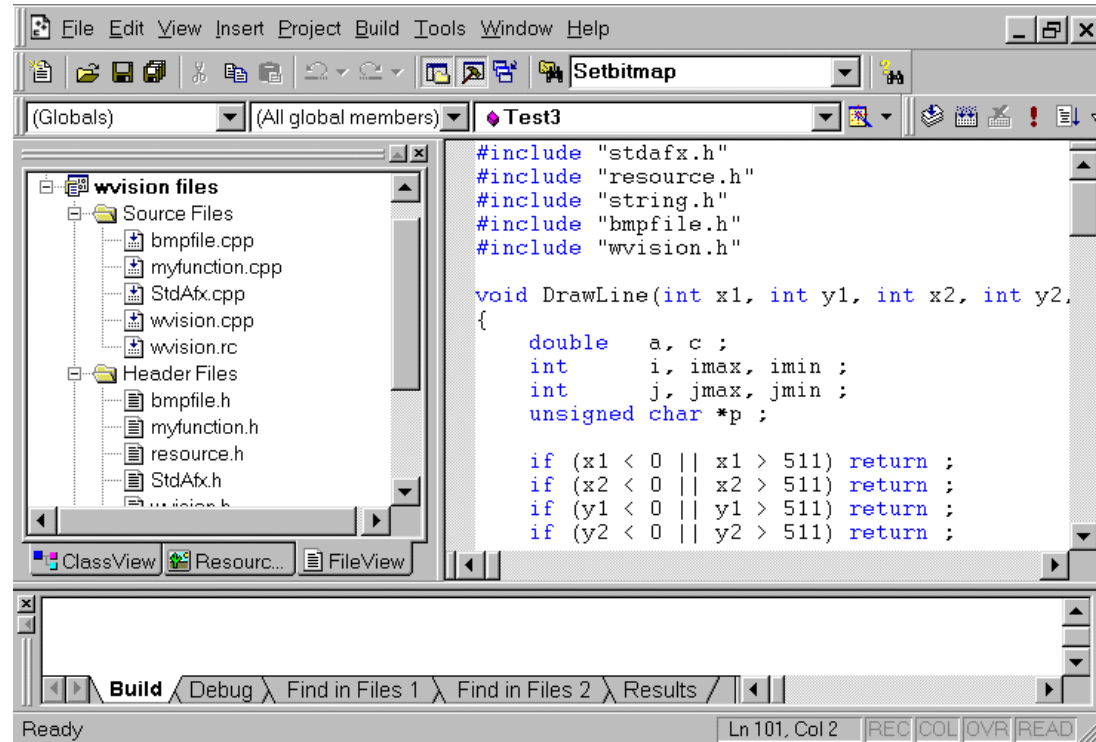 File Edit View Insert Project Build Tools Window Help
Setbitmap
(Globals) (All global members) Test3
wvision files
Source Files
bmpfile.cpp
myfunction.cpp
StdAfx.cpp
wvision.cpp
wvision.rc
Header Files
bmpfile.h
myfunction.h
resource.h
StdAfx.h
wvision.h
ClassView Resourc... FileView
#include "stdafx.h"
#include "resource.h"
#include "string.h"
#include "bmpfile.h"
#include "wvision.h"
void DrawLine(int x1, int y1, int x2, int y2,
{
double a, c ;
int i, imax, imin ;
int j, jmax, jmin ;
unsigned char *p ;
if (x1 < 0 || x1 > 511) return ;
if (x2 < 0 || x2 > 511) return ;
if (y1 < 0 || y1 > 511) return ;
if (y2 < 0 || y2 > 511) return ;
Build Debug Find in Files 1 Find in Files 2 Results
Ready Ln 101, Col 2 REC COL OVR READ